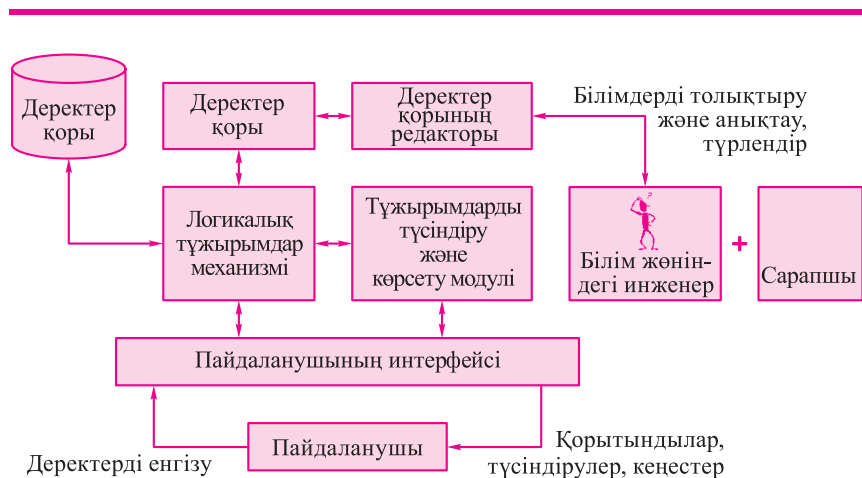 Деректер
қоры
Деректер
қоры
Деректер
қорының
редакторы
Білімдерді толықтыру
және анықтау,
түрлендір
Логикалық
тұжырымдар
механизмі
Тұжырымдарды
түсіндіру
және
көрсету модулі
?
Білім жөнін-
дегі инженер
+
Сарапшы
Пайдаланушының интерфейсі
Пайдаланушы
Деректерді енгізу
Қорытындылар,
түсіндірулер, кеңестер